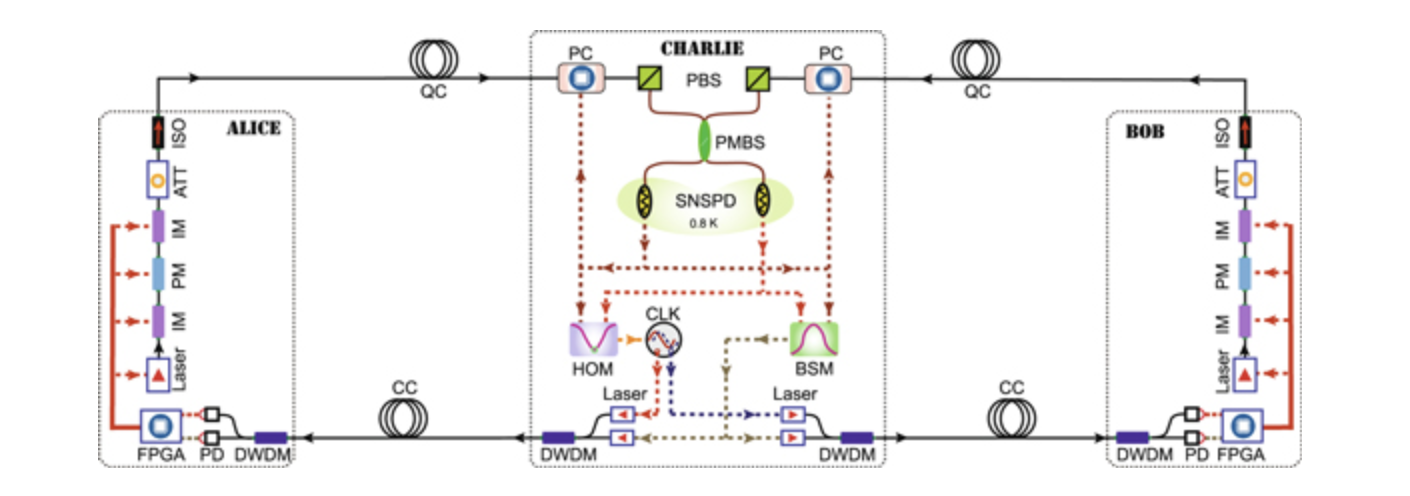 CHARLIE
PC
PC
PBS
QC
QC
ALICE
BOB
ISO
ISO
PMBS
ATT
ATT
SNSPD
0.8 K
IM
IM
PM
PM
IM
IM
CLK
HOM
BSM
Laser
Laser
CC
Laser
Laser
CC
FPGA
PD
DWDM
DWDM
DWDM
DWDM
PD
FPGA